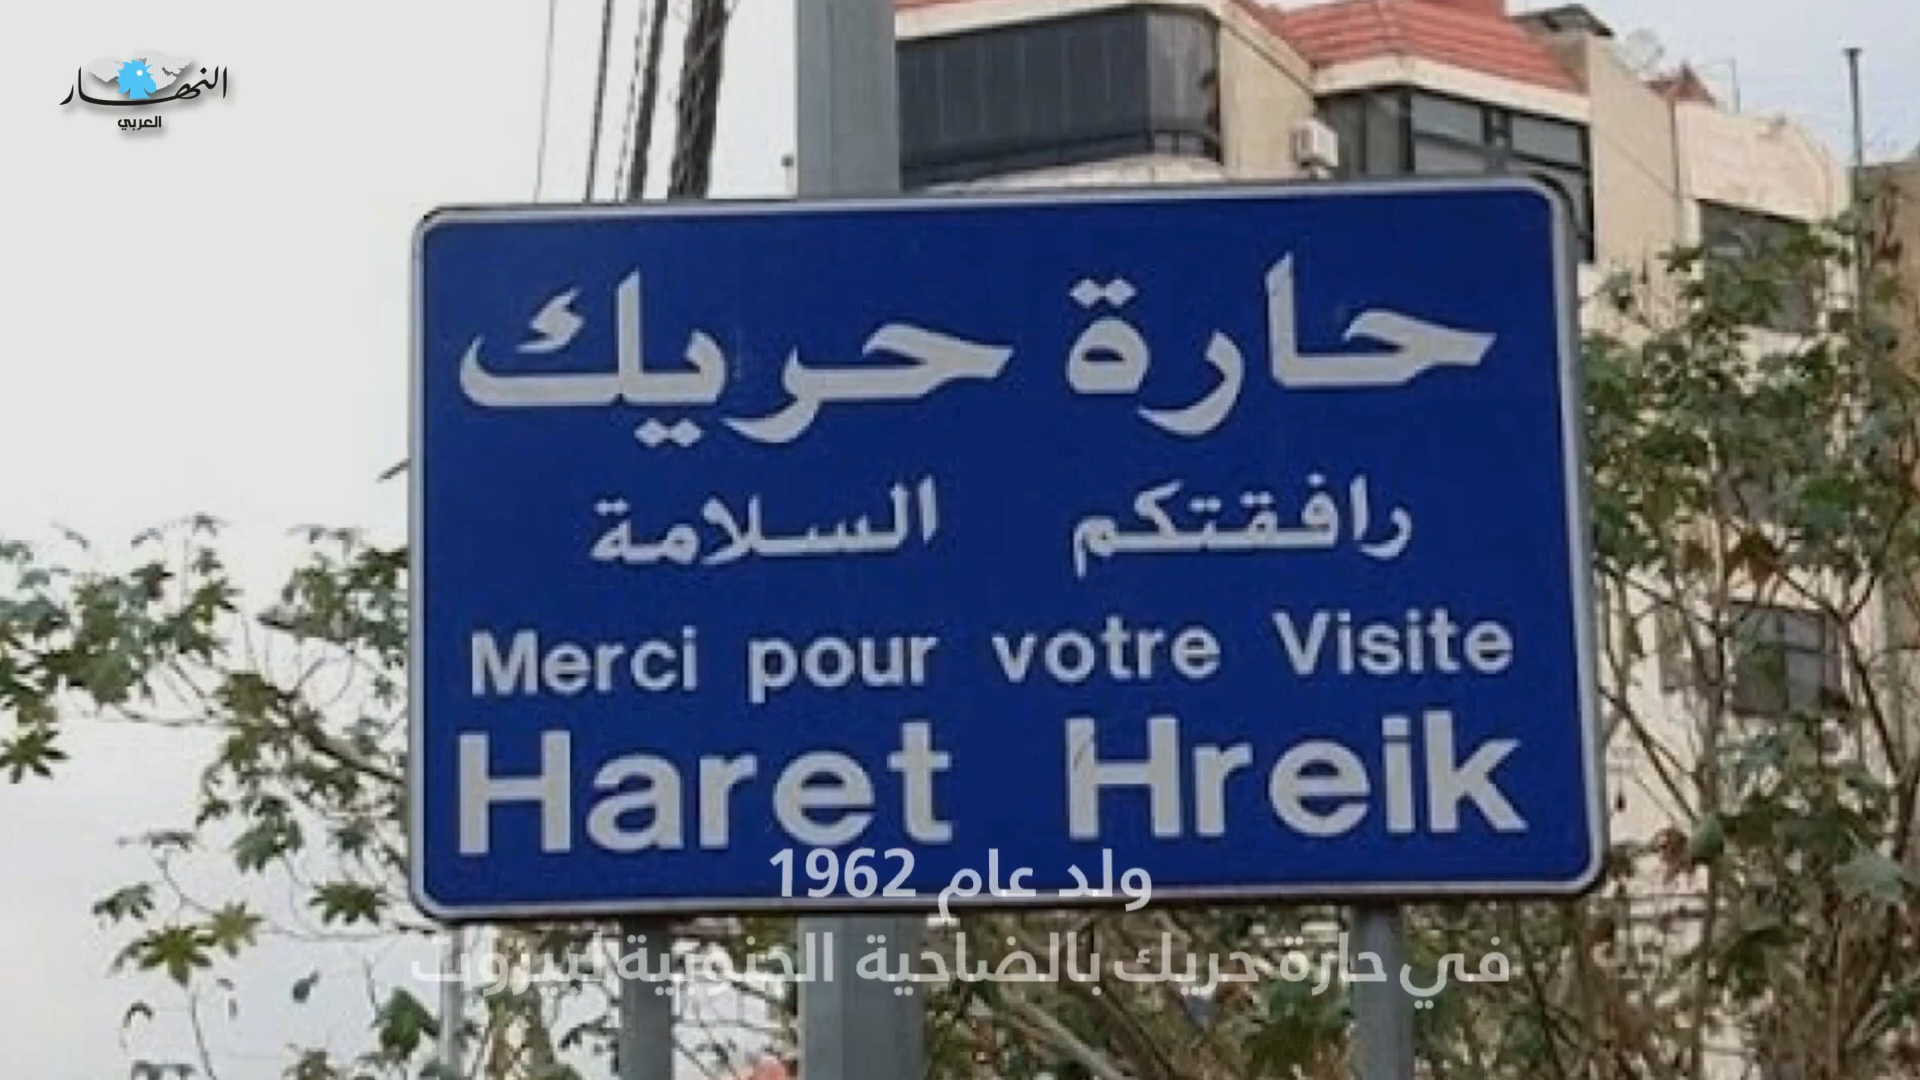 النهار
العربي
حارة حريك
رافقتكم السلامة
Merci pour votre Visite
Haret Hreik
ولد عام 1962
في حارة حريك بالضاحية الجنوبية لبيروت